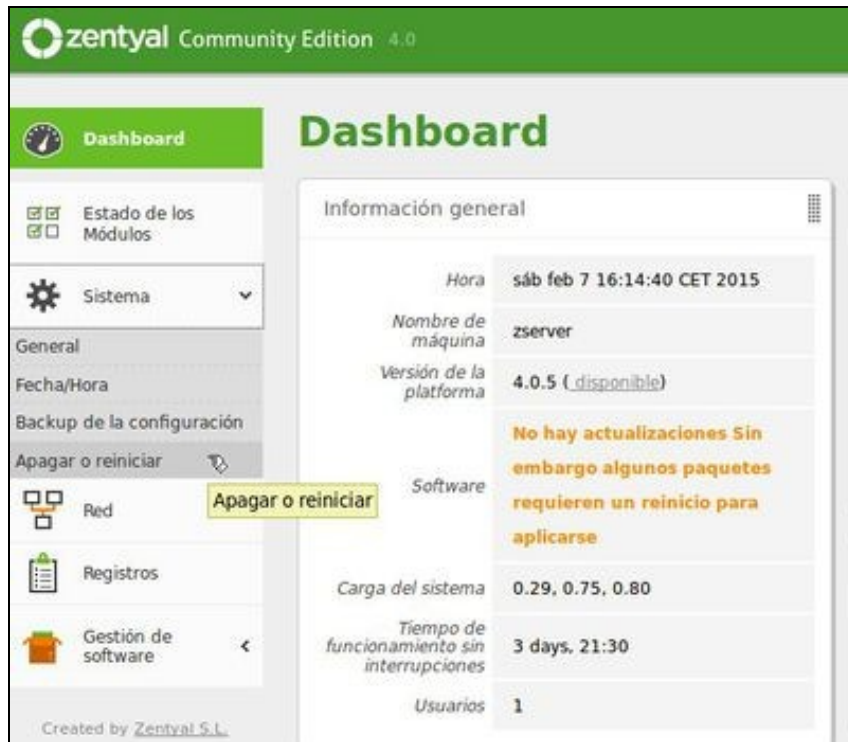 zentyal Community Edition 4.0
Dashboard
Estado de los
Módulos
Sistema
General
Fecha/Hora
Backup de la configuración
Apagar o reiniciar
Apagar o reiniciar
Red
Registros
Gestión de
software
Created by Zentyal S.L.
Dashboard
Información general
Hora
sáb feb 7 16:14:40 CET 2015
Nombre de
máquina
zserver
Versión de la
platforma
4.0.5 ( disponible)
Software
No hay actualizaciones Sin
embargo algunos paquetes
requieren un reinicio para
aplicarse
Carga del sistema
0.29, 0.75, 0.80
Tiempo de
funcionamiento sin
interrupciones
3 days, 21:30
Usuarios
1